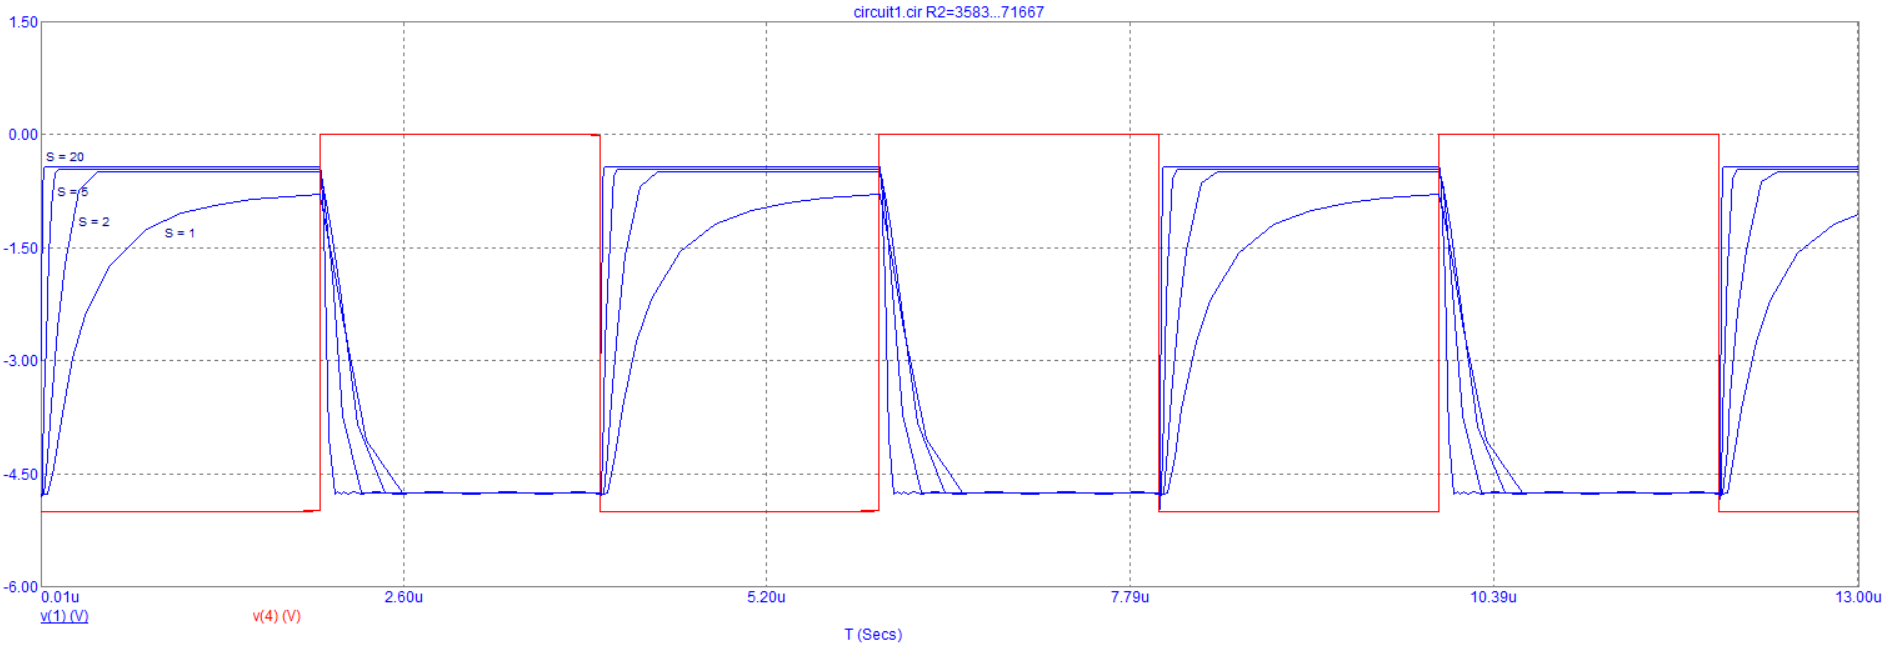 circuit1.cir R2=3583...71667
1.50
0.00
S = 20
S = 5
S = 2
S = 1
-1.50
-3.00
-4.50
-6.00
0.01u 2.60u 5.20u 7.79u 10.39u 13.00u
v(1) (V) v(4) (V)
T (Secs)